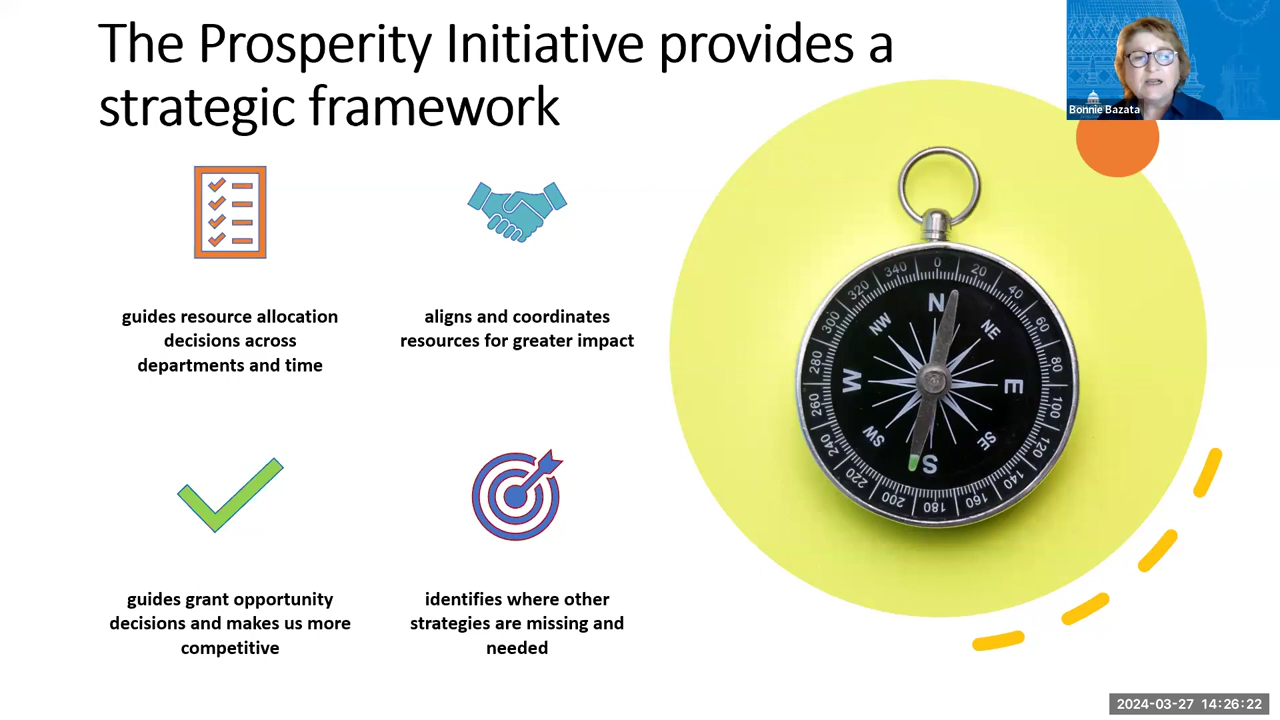 The Prosperity Initiative provides a
strategic framework
Bonnie Bazata
guides resource allocation
decisions across
departments and time
aligns and coordinates
resources for greater impact
guides grant opportunity
decisions and makes us more
competitive
identifies where other
strategies are missing and
needed
0
20
40
60
80
100
120
140
160
180
200
220
240
260
280
300
320
340
N
NE
E
SE
S
SW
W
NW
2024-03-27 14:26:22